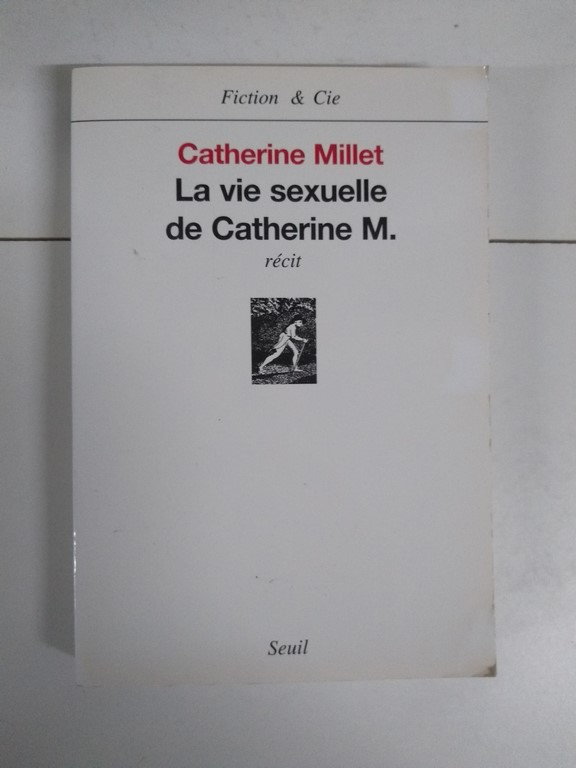 Fiction & Cie
Catherine Millet
La vie sexuelle
de Catherine M.
récit
Seuil